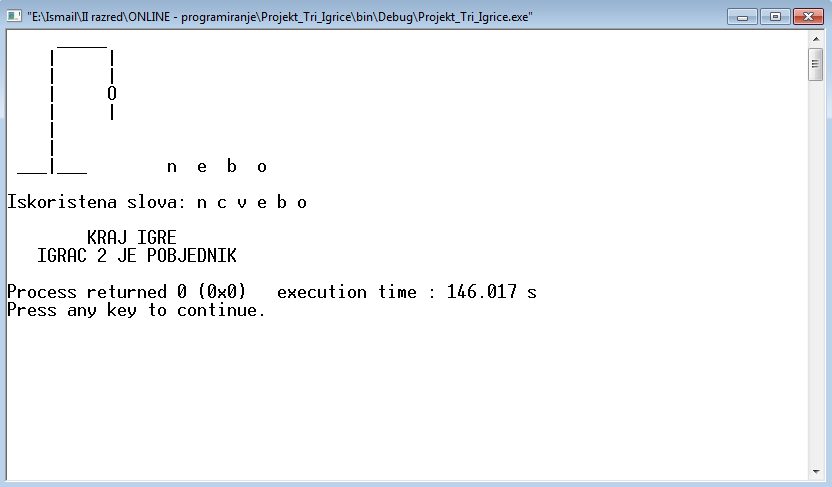 "E:\Ismail\II razred\ONLINE - programiranje\Projekt_Tri_Igrice\bin\Debug\Projekt_Tri_Igrice.exe"
O
n e b o
Iskoristena slova: n c v e b o
KRAJ IGRE
IGRAC 2 JE POBJEDNIK
Process returned 0 (0x0) execution time : 146.017 s
Press any key to continue.